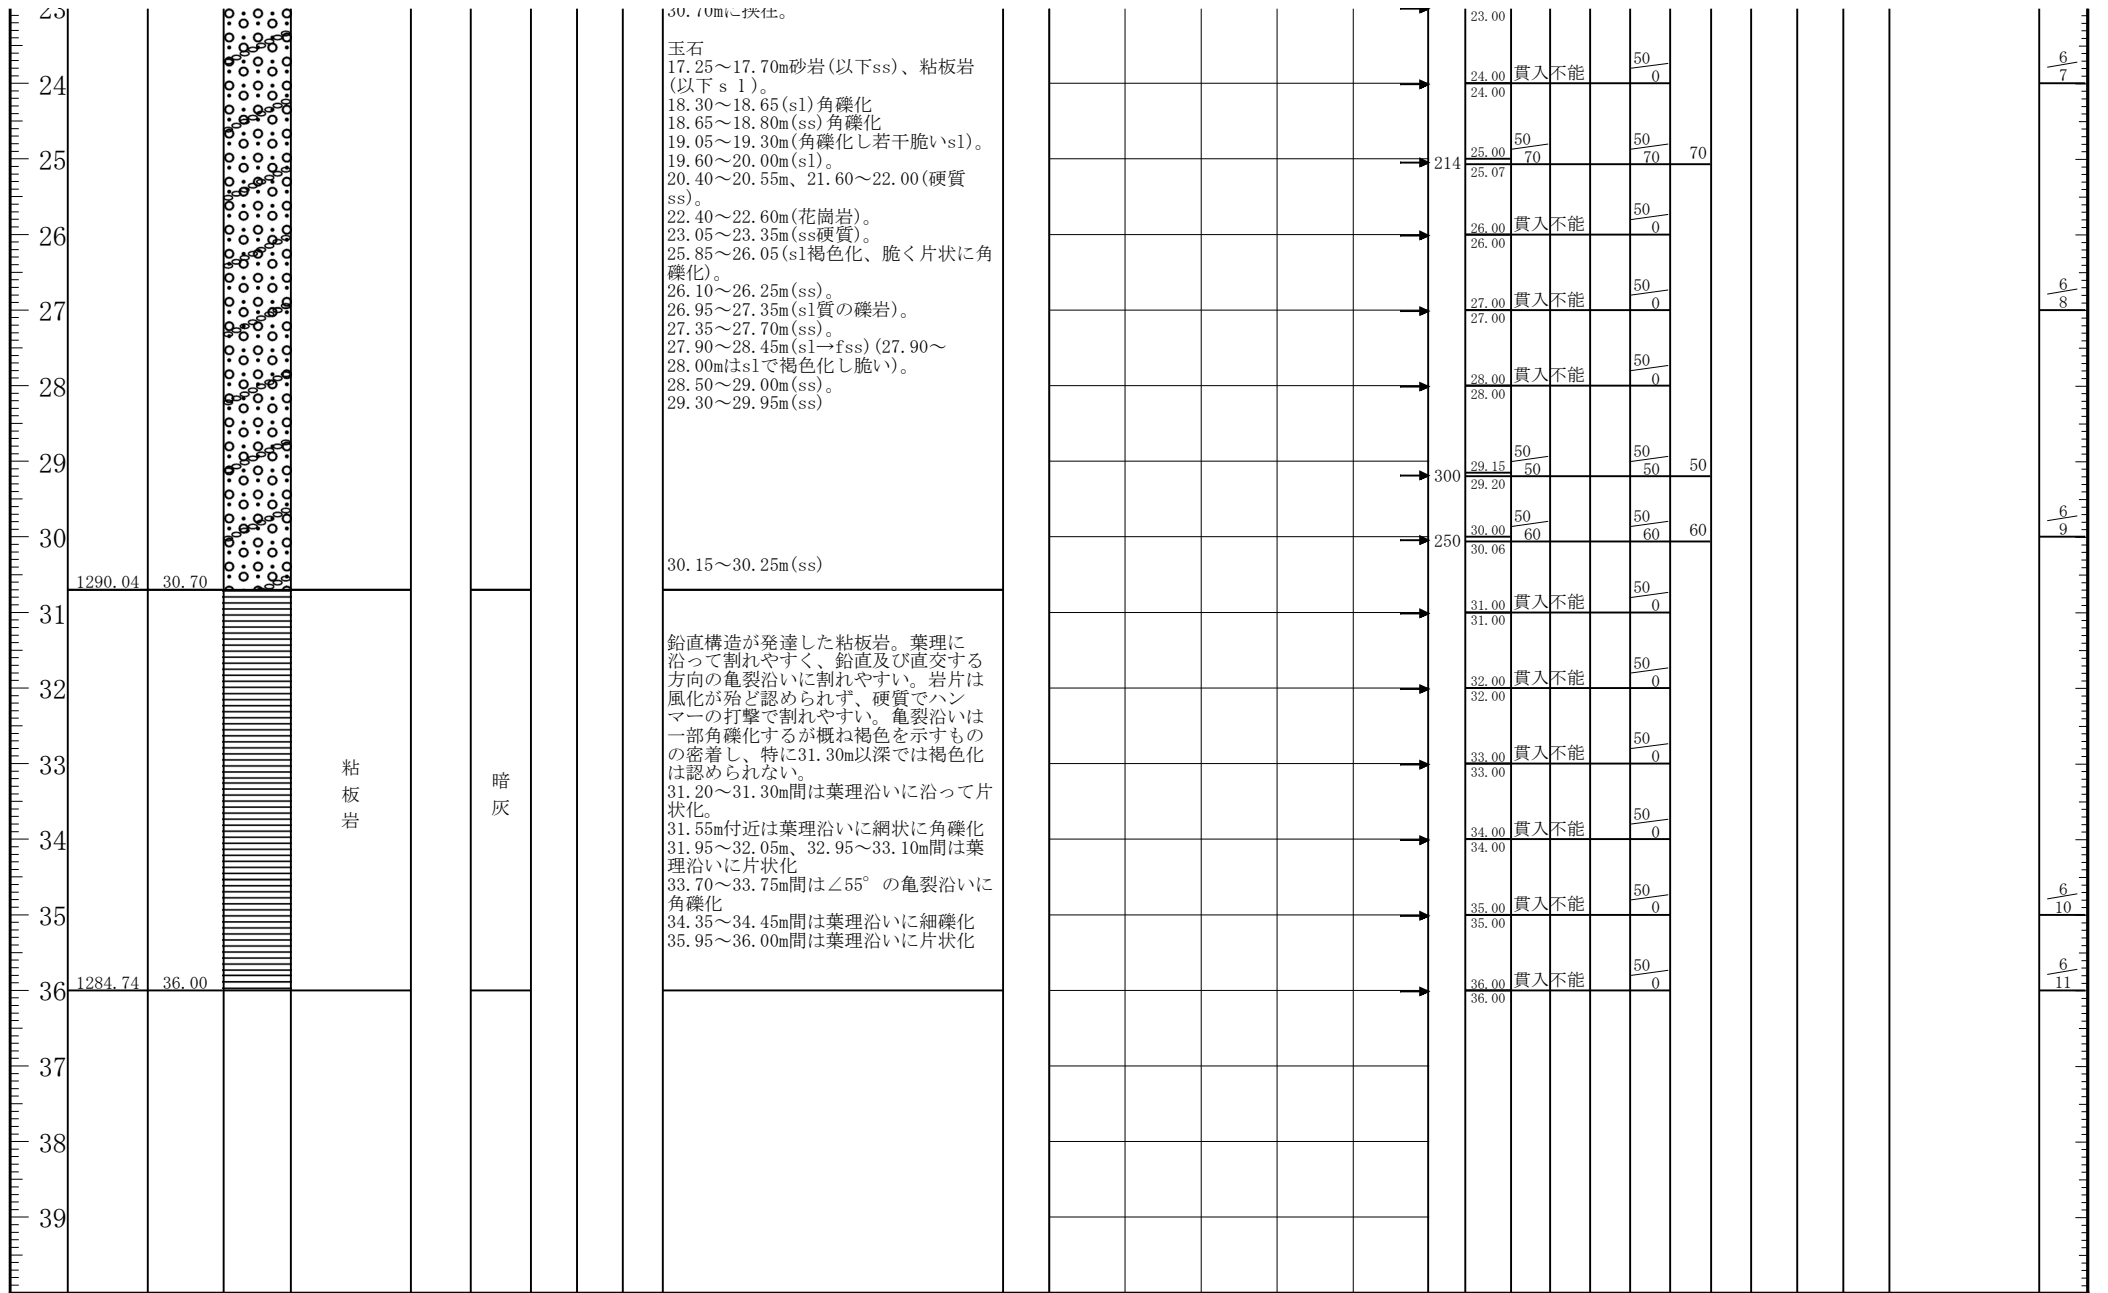 23
24
25
26
27
28
29
30
31
32
33
34
35
36
37
38
39
1290.04 30.70
1284.74 36.00
粘板岩
暗灰
30.70mに挟在。
玉石
17.25～17.70m砂岩(以下ss)、粘板岩
(以下ｓｌ)。
18.30～18.65(sl)角礫化
18.65～18.80m(ss)角礫化
19.05～19.30m(角礫化し若干脆いsl)。
19.60～20.00m(sl)。
20.40～20.55m、21.60～22.00(硬質
ss)。
22.40～22.60m(花崗岩)。
23.05～23.35m(ss硬質)。
25.85～26.05(sl褐色化、脆く片状に角
礫化)。
26.10～26.25m(ss)。
26.95～27.35m(sl質の礫岩)。
27.35～27.70m(ss)。
27.90～28.45m(sl→fss)(27.90～
28.00mはslで褐色化し脆い)。
28.50～29.00m(ss)。
29.30～29.95m(ss)
30.15～30.25m(ss)
鉛直構造が発達した粘板岩。葉理に
沿って割れやすく、鉛直及び直交する
方向の亀裂沿いに割れやすい。岩片は
風化が殆ど認められず、硬質でハン
マーの打撃で割れやすい。亀裂沿いは
一部角礫化するが概ね褐色を示すもの
の密着し、特に31.30m以深では褐色化
は認められない。
31.20～31.30m間は葉理沿いに沿って片
状化。
31.55m付近は葉理沿いに網状に角礫化
31.95～32.05m、32.95～33.10m間は葉
理沿いに片状化
33.70～33.75m間は∠55°の亀裂沿いに
角礫化
34.35～34.45m間は葉理沿いに細礫化
35.95～36.00m間は葉理沿いに片状化
214
300
250
23.00
24.00 貫入不能 50/0
24.00
25.00 50/70 50/70 70
25.07
26.00 貫入不能 50/0
26.00
27.00 貫入不能 50/0
27.00
28.00 貫入不能 50/0
28.00
29.15 50/50 50/50 50
29.20
30.00 50/60 50/60 60
30.06
31.00 貫入不能 50/0
31.00
32.00 貫入不能 50/0
32.00
33.00 貫入不能 50/0
33.00
34.00 貫入不能 50/0
34.00
35.00 貫入不能 50/0
35.00
36.00 貫入不能 50/0
36.00
6/7
6/8
6/9
6/10
6/11